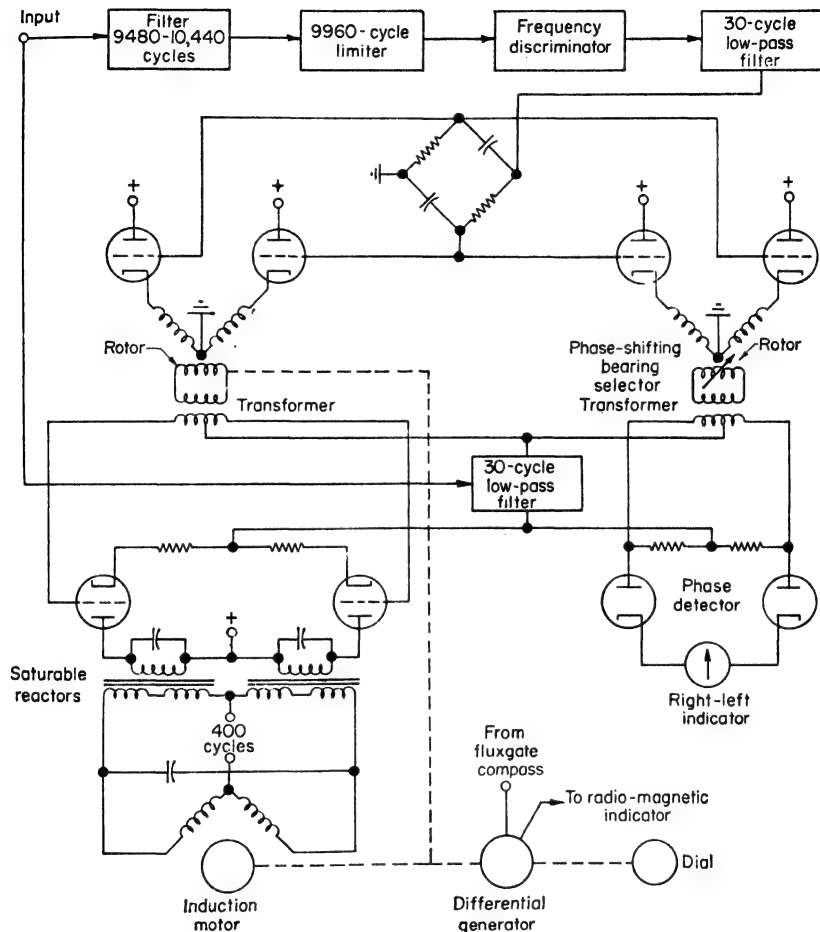 Input
Filter
9480-10,440
cycles
9960-cycle
limiter
Frequency
discriminator
30-cycle
low-pass
filter
+
+
+
+
Rotor
Transformer
Phase-shifting
bearing
selector
Transformer
Rotor
30-cycle
low-pass
filter
+
Phase
detector
Saturable
reactors
Right-left
indicator
400
cycles
From
fluxgate
compass
To radio-magnetic
indicator
Dial
Induction
motor
Differential
generator